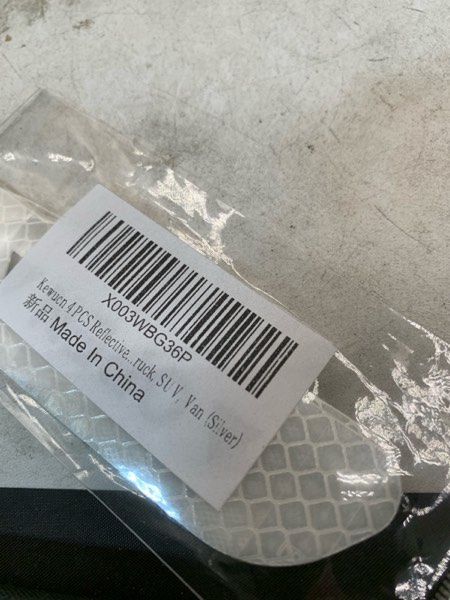 X003WBG36P
Kewucn 4 PCS Reflective...ruck, SUV, Van (Silver)
新品 Made In China